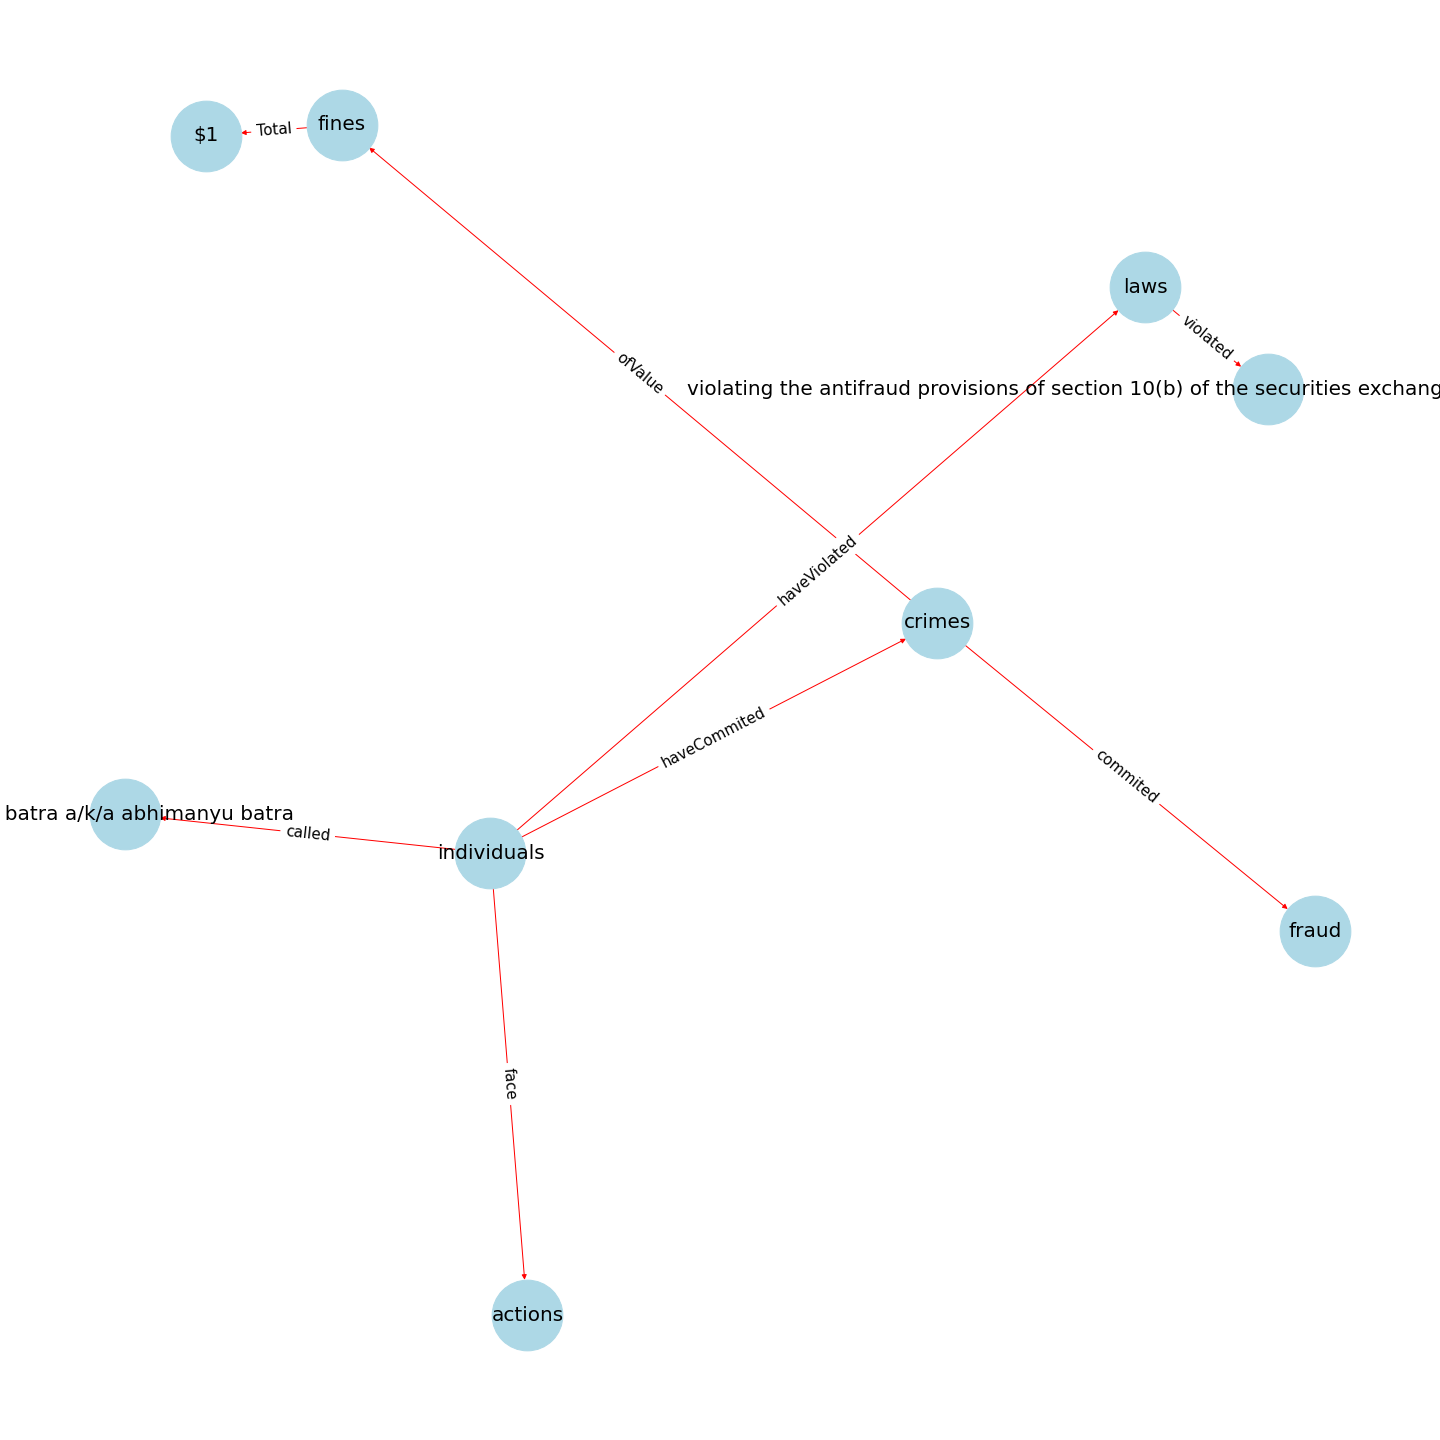 fines
$1
Total
laws
violated
ofValue
violating the antifraud provisions of section 10(b) of the securities exchang
haveViolated
crimes
haveCommited
commited
batra a/k/a abhimanyu batra
called
individuals
fraud
face
actions